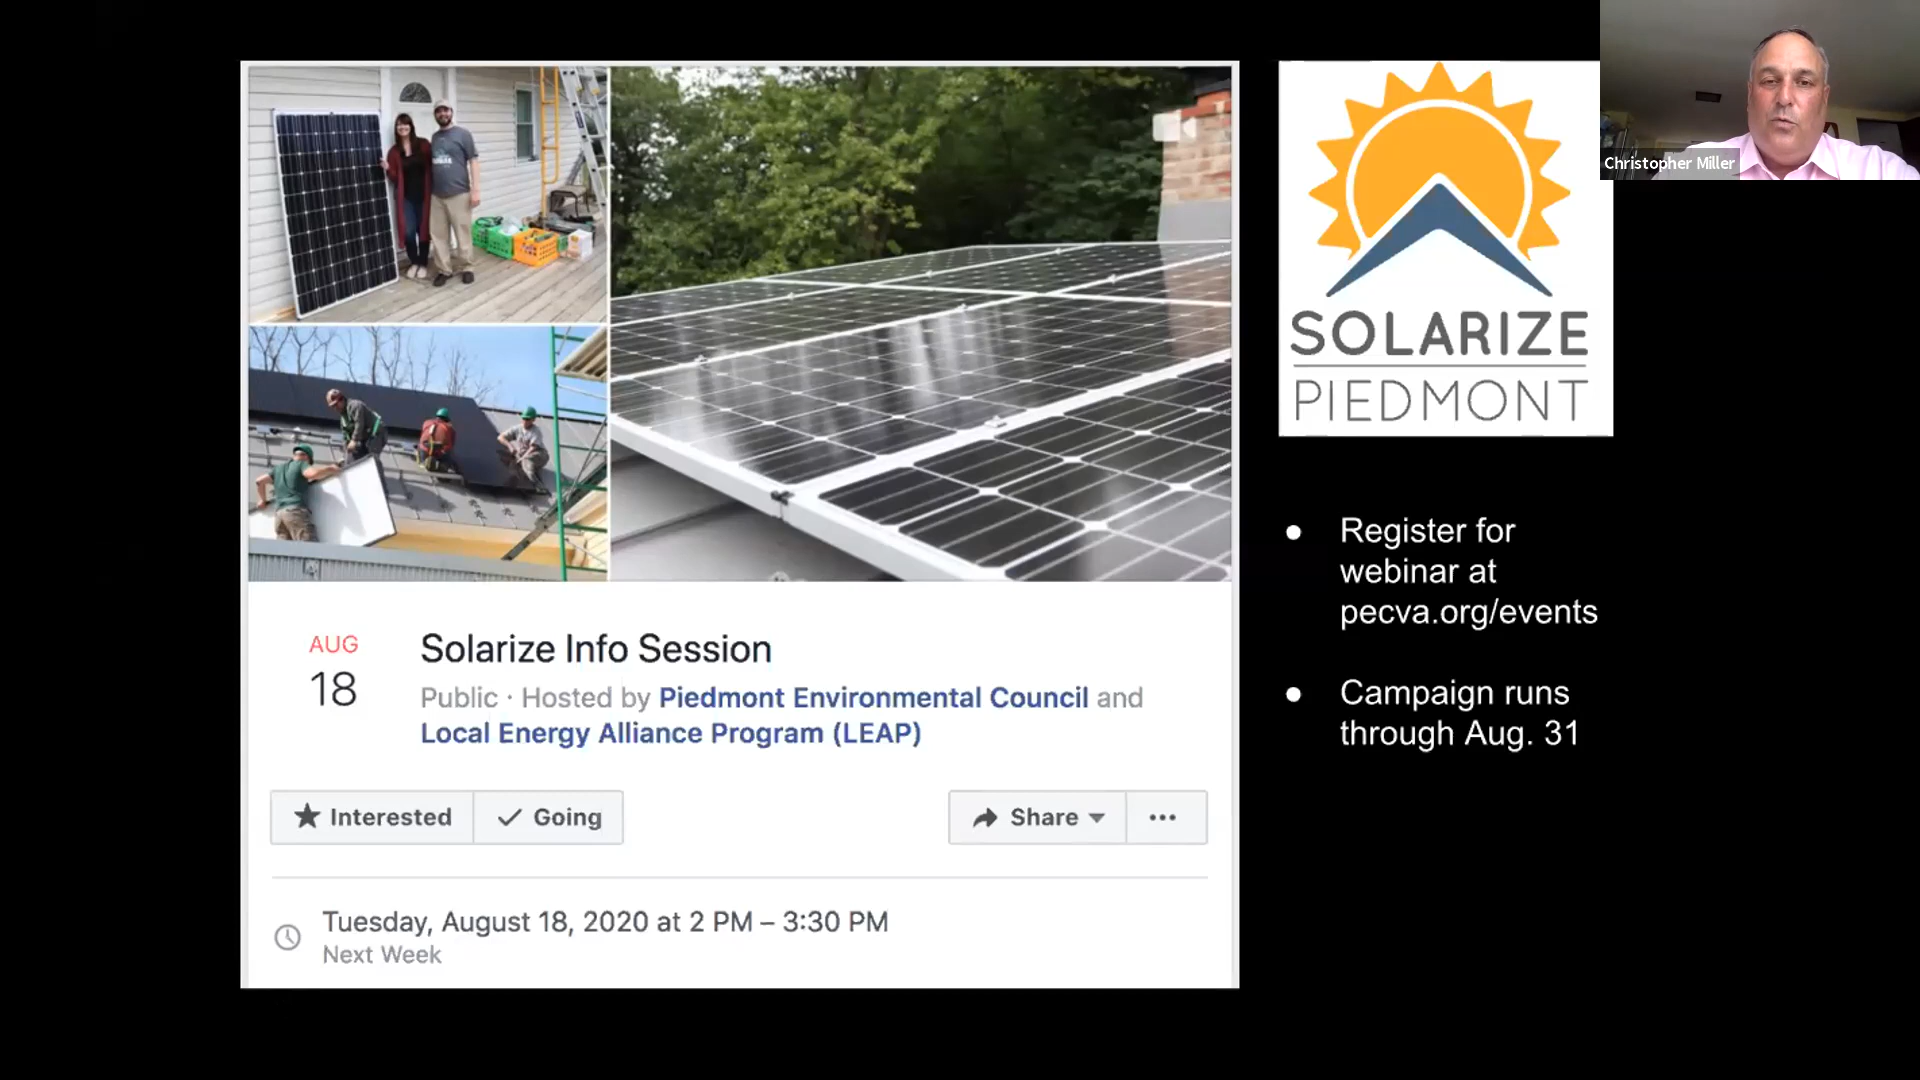 Christopher Miller
SOLARIZE
PIEDMONT
Register for
webinar at
pecva.org/events
Campaign runs
through Aug. 31
AUG
18
Solarize Info Session
Public · Hosted by Piedmont Environmental Council and
Local Energy Alliance Program (LEAP)
Interested
Going
Share
Tuesday, August 18, 2020 at 2 PM – 3:30 PM
Next Week